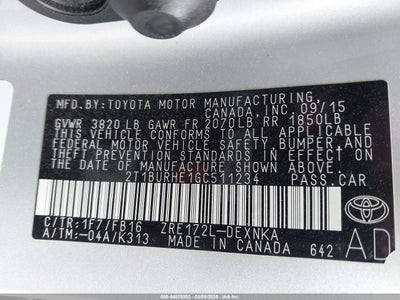 MFD.BY:TOYOTA MOTOR MANUFACTURING,
CANADA,INC. 09/15
GVWR 3820 LB GAWR FR 2070LB RR 1850LB
THIS VEHICLE CONFORMS TO ALL APPLICABLE
FEDERAL MOTOR VEHICLE SAFETY,BUMPER,AND
THEFT PREVENTION STANDARDS IN EFFECT ON
THE DATE OF MANUFACTURE SHOWN ABOVE.
2T1BURHE1GC511234 PASS.CAR
C/TR:1F7/FB16 ZRE172L-DEXNKA
A/TM:-04A/K313 MADE IN CANADA 642
TOYOTA
AD